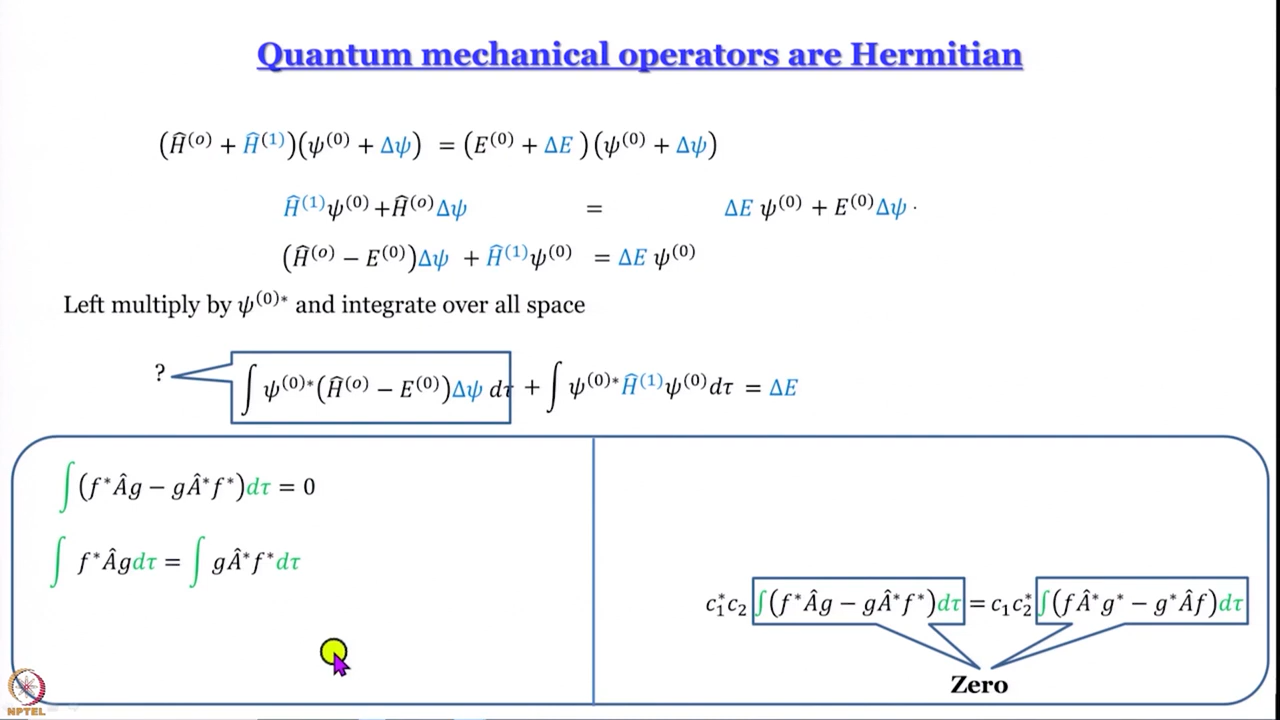 Quantum mechanical operators are Hermitian
(Ĥ⁽ᵒ⁾ + Ĥ⁽¹⁾)(ψ⁽⁰⁾ + Δψ) = (E⁽⁰⁾ + ΔE )(ψ⁽⁰⁾ + Δψ)
Ĥ⁽¹⁾ψ⁽⁰⁾+Ĥ⁽ᵒ⁾Δψ = ΔE ψ⁽⁰⁾ + E⁽⁰⁾Δψ ·
(Ĥ⁽ᵒ⁾ − E⁽⁰⁾)Δψ + Ĥ⁽¹⁾ψ⁽⁰⁾ = ΔE ψ⁽⁰⁾
Left multiply by ψ⁽⁰⁾* and integrate over all space
? ∫ψ⁽⁰⁾*(Ĥ⁽ᵒ⁾ − E⁽⁰⁾)Δψ dτ + ∫ψ⁽⁰⁾*Ĥ⁽¹⁾ψ⁽⁰⁾dτ = ΔE
∫(f*Âg − gÂ*f*)dτ = 0
∫ f*Âgdτ = ∫ gÂ*f*dτ
c₁*c₂ ∫(f*Âg − gÂ*f*)dτ = c₁c₂* ∫(fÂ*g* − g*Âf)dτ
Zero
NPTEL